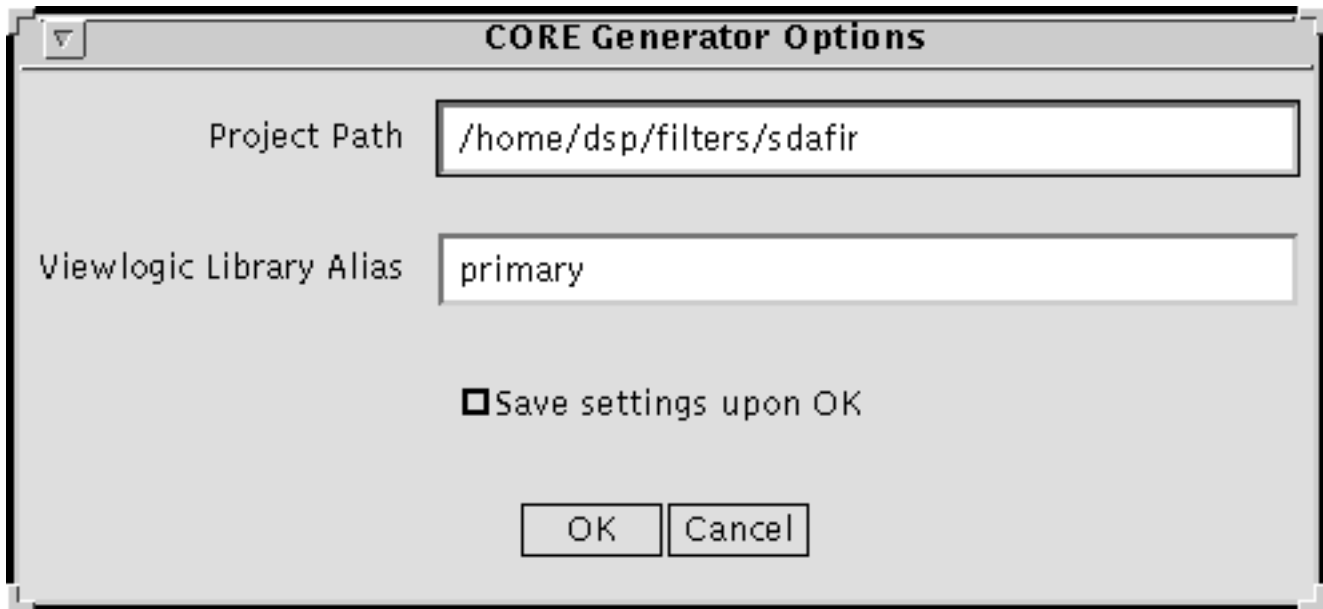 CORE Generator Options
Project Path
/home/dsp/filters/sdafir
Viewlogic Library Alias
primary
Save settings upon OK
OK
Cancel